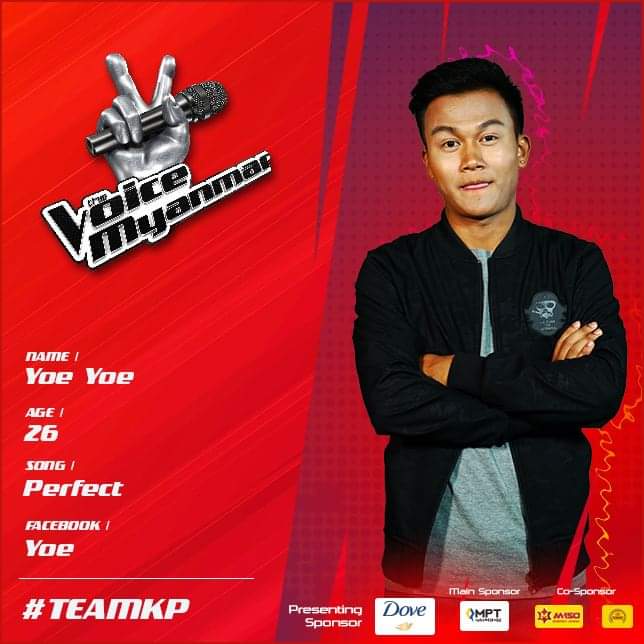 The
Voice
Myanmar
NAME /
Yoe Yoe
AGE /
26
SONG /
Perfect
FACEBOOK /
Yoe
#TEAMKP
Presenting
Sponsor
Dove
Main Sponsor
MPT
Co-Sponsor